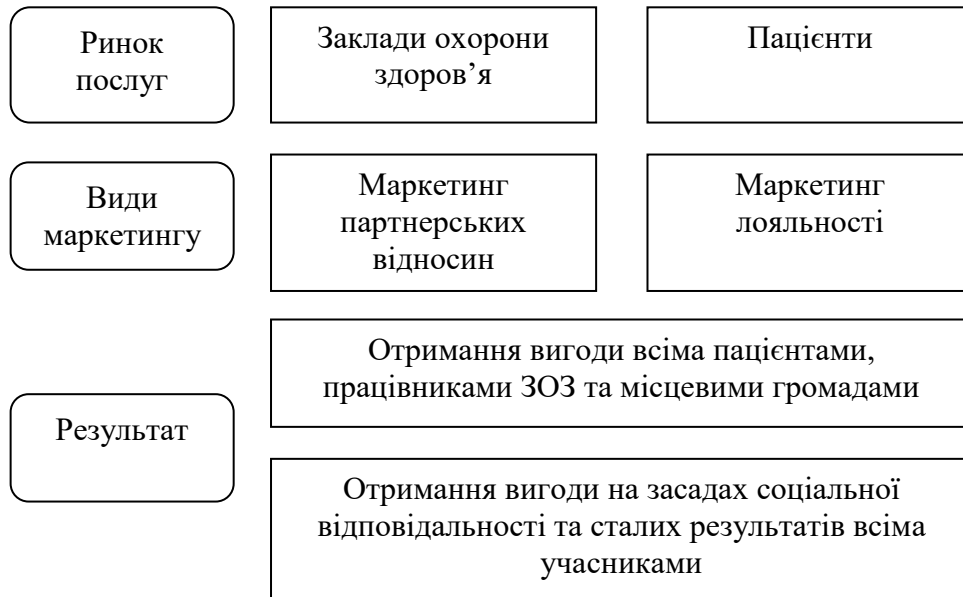 Ринок
послуг
Заклади охорони
здоров’я
Пацієнти
Види
маркетингу
Маркетинг
партнерських
відносин
Маркетинг
лояльності
Результат
Отримання вигоди всіма пацієнтами,
працівниками ЗОЗ та місцевими громадами
Отримання вигоди на засадах соціальної
відповідальності та сталих результатів всіма
учасниками